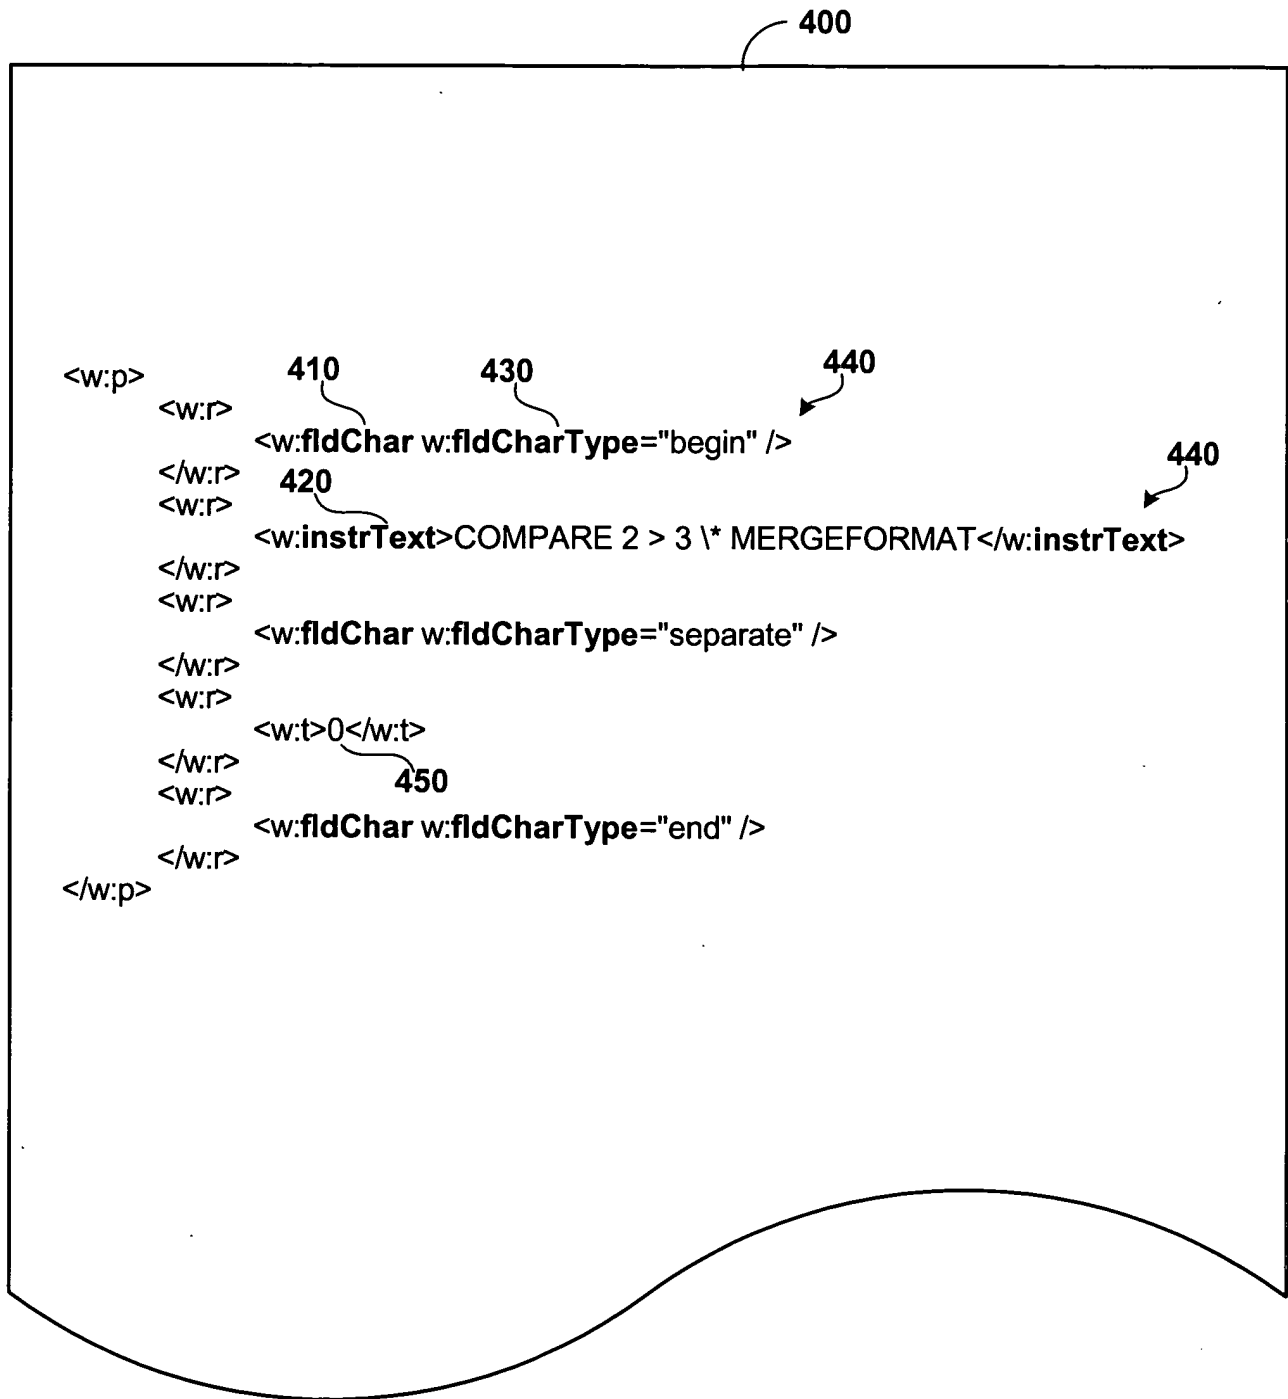 400
<w:p>
410 430 440
<w:r>
<w:fldChar w:fldCharType="begin" />
</w:r>
420 440
<w:r>
<w:instrText>COMPARE 2 > 3 \* MERGEFORMAT</w:instrText>
</w:r>
<w:r>
<w:fldChar w:fldCharType="separate" />
</w:r>
<w:r>
<w:t>0</w:t>
</w:r>
450
<w:r>
<w:fldChar w:fldCharType="end" />
</w:r>
</w:p>